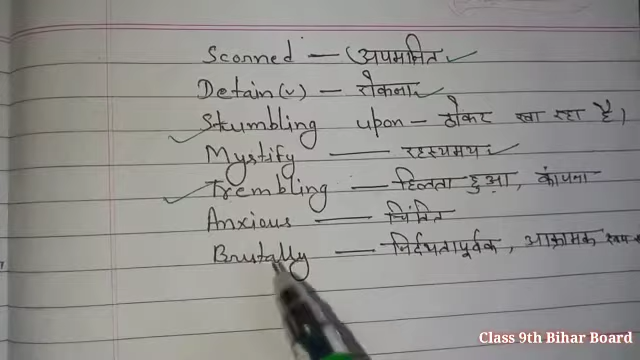 Sconned — (अपमानित
Detain (v) — रोकना
Stumbling upon - ठोकर खा रहा है।
Mystify — रहस्यमय
Trembling — हिलता हुआ, कांपना
Anxious — चिंतित
Brutally — निर्दयतापूर्वक, आक्रामक
Class 9th Bihar Board